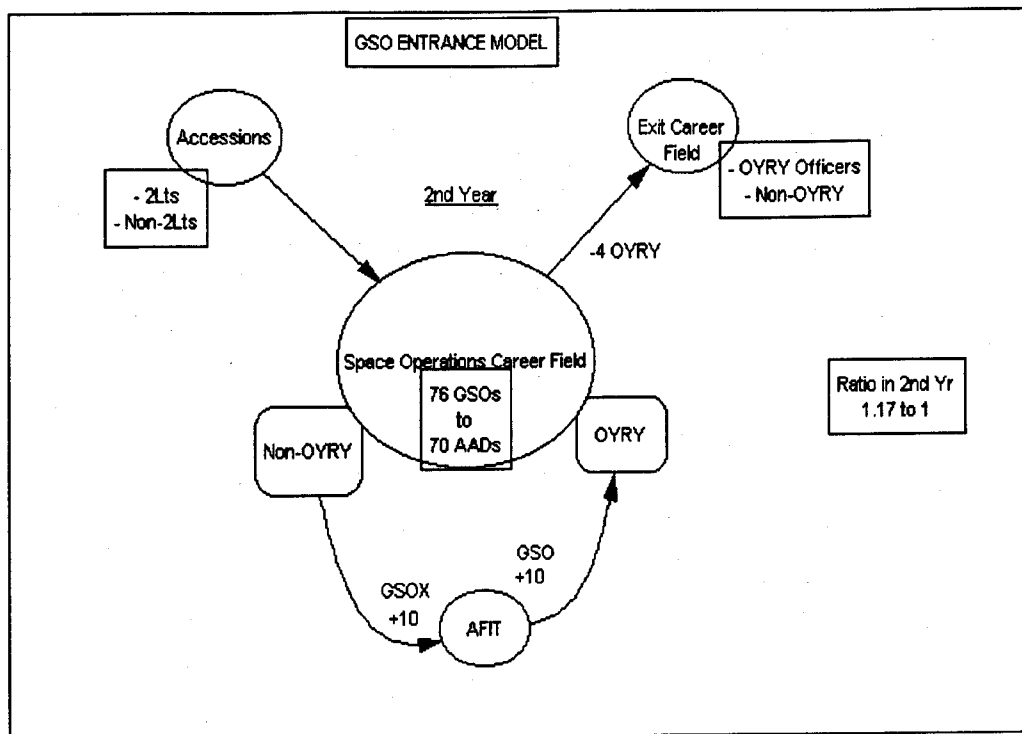 GSO ENTRANCE MODEL
Accessions
- 2Lts
- Non-2Lts
2nd Year
Exit Career
Field
- OYRY Officers
- Non-OYRY
-4 OYRY
Space Operations Career Field
76 GSOs
to
70 AADs
Ratio in 2nd Yr
1.17 to 1
Non-OYRY
OYRY
GSOX
+10
GSO
+10
AFIT